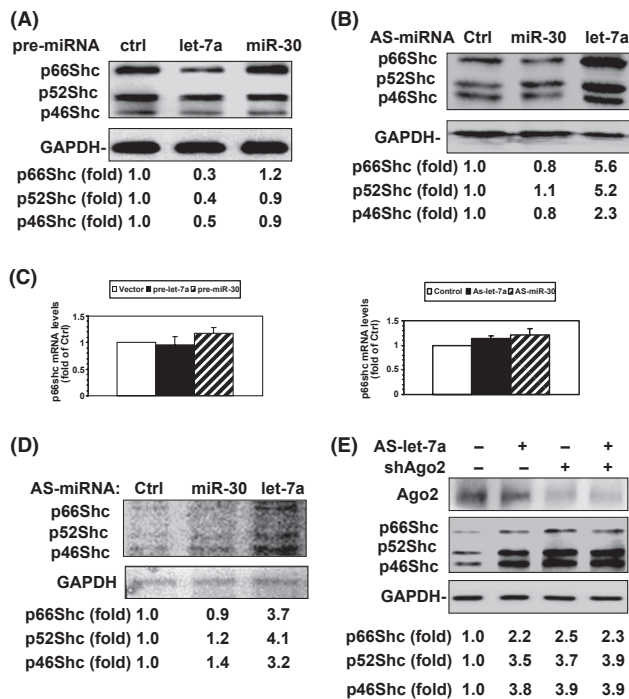 (A)
pre-miRNA ctrl let-7a miR-30
p66Shc
p52Shc
p46Shc
GAPDH-
p66Shc (fold) 1.0 0.3 1.2
p52Shc (fold) 1.0 0.4 0.9
p46Shc (fold) 1.0 0.5 0.9
(B)
AS-miRNA Ctrl miR-30 let-7a
p66Shc
p52Shc
p46Shc
GAPDH-
p66Shc (fold) 1.0 0.8 5.6
p52Shc (fold) 1.0 1.1 5.2
p46Shc (fold) 1.0 0.8 2.3
(C)
Vector pre-let-7a pre-miR-30
p66shc mRNA levels
(fold of Ctrl)
1.5
1
0.5
0
Control As-let-7a AS-miR-30
p66shc mRNA levels
(fold of Ctrl)
1.5
1
0.5
0
(D)
AS-miRNA: Ctrl miR-30 let-7a
p66Shc
p52Shc
p46Shc
GAPDH
p66Shc (fold) 1.0 0.9 3.7
p52Shc (fold) 1.0 1.2 4.1
p46Shc (fold) 1.0 1.4 3.2
(E)
AS-let-7a – + – +
shAgo2 – – + +
Ago2
p66Shc
p52Shc
p46Shc
GAPDH-
p66Shc (fold) 1.0 2.2 2.5 2.3
p52Shc (fold) 1.0 3.5 3.7 3.9
p46Shc (fold) 1.0 3.8 3.9 3.9